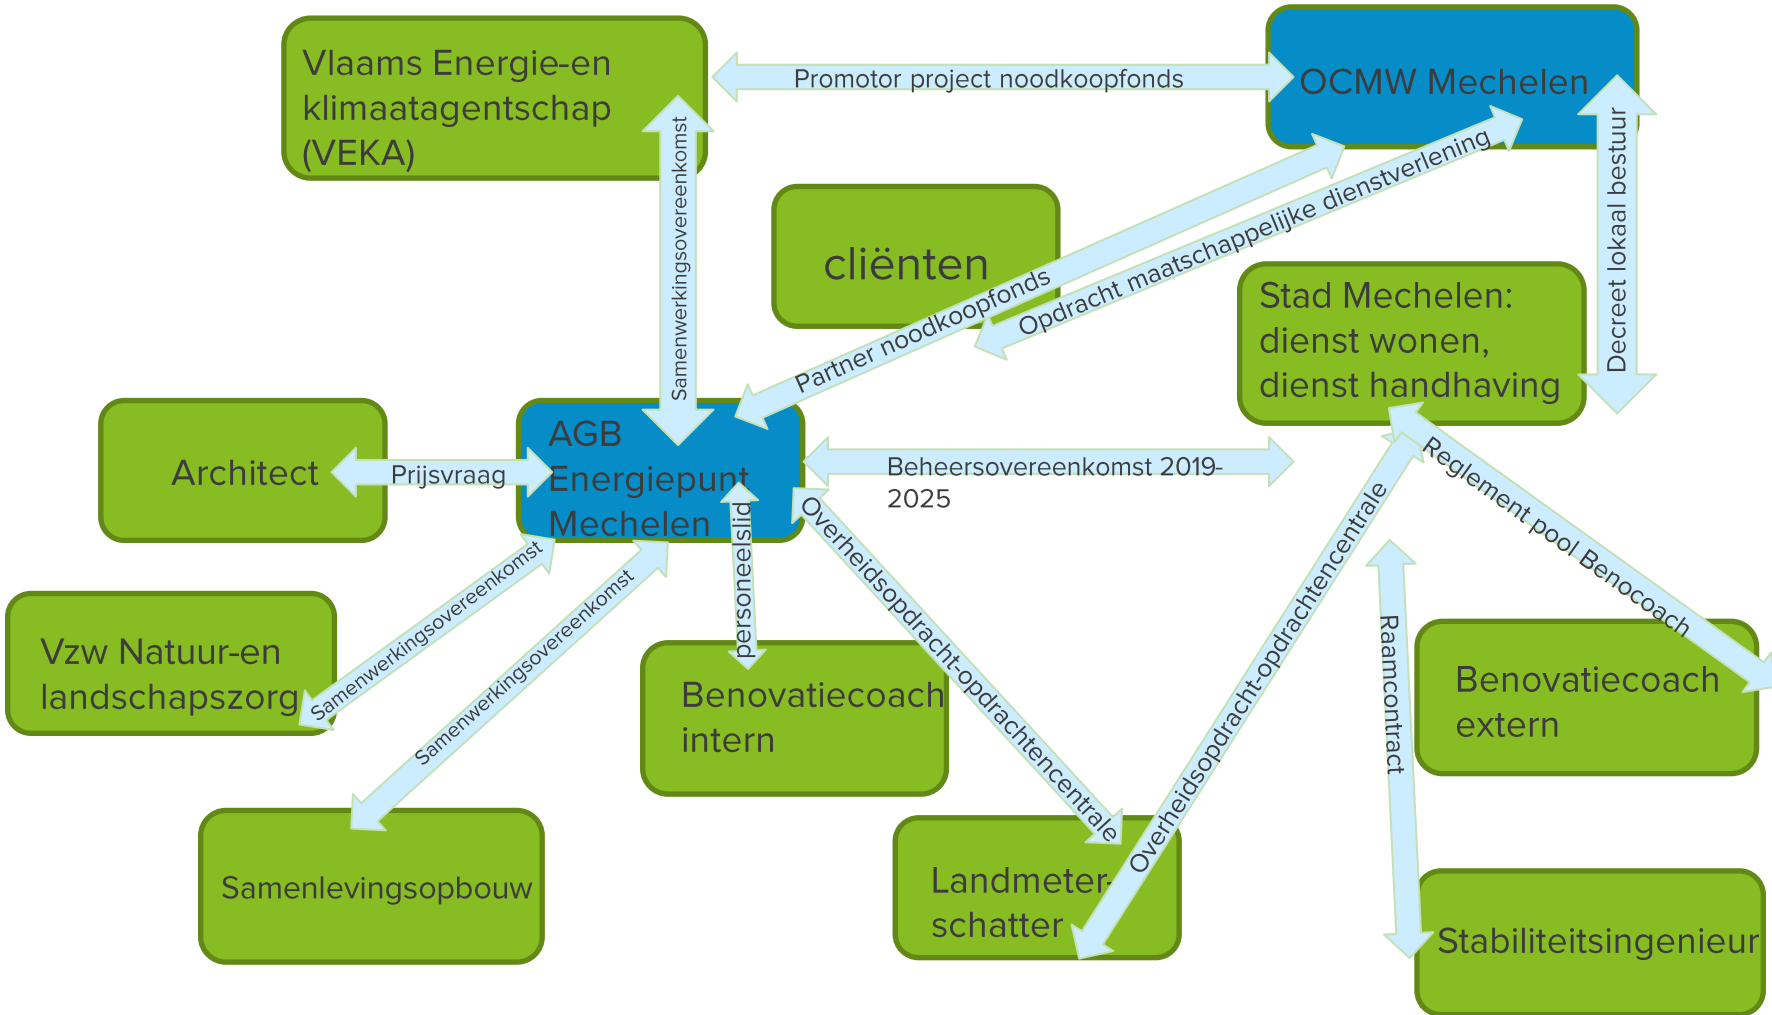 Vlaams Energie-en
klimaatagentschap
(VEKA)
Promotor project noodkoopfonds
OCMW Mechelen
Samenwerkingsovereenkomst
cliënten
Partner noodkoopfonds
Opdracht maatschappelijke dienstverlening
Decreet lokaal bestuur
Stad Mechelen:
dienst wonen,
dienst handhaving
Architect
Prijsvraag
AGB
Energiepunt
Mechelen
Beheersovereenkomst 2019-
2025
Samenwerkingsovereenkomst
Samenwerkingsovereenkomst
personeelslid
Overheidsopdracht-opdrachtencentrale
Overheidsopdracht-opdrachtencentrale
Reglement pool Benocoach
Raamcontract
Vzw Natuur-en
landschapszorg
Benovatiecoach
intern
Benovatiecoach
extern
Samenlevingsopbouw
Landmeter-
schatter
Stabiliteitsingenieur